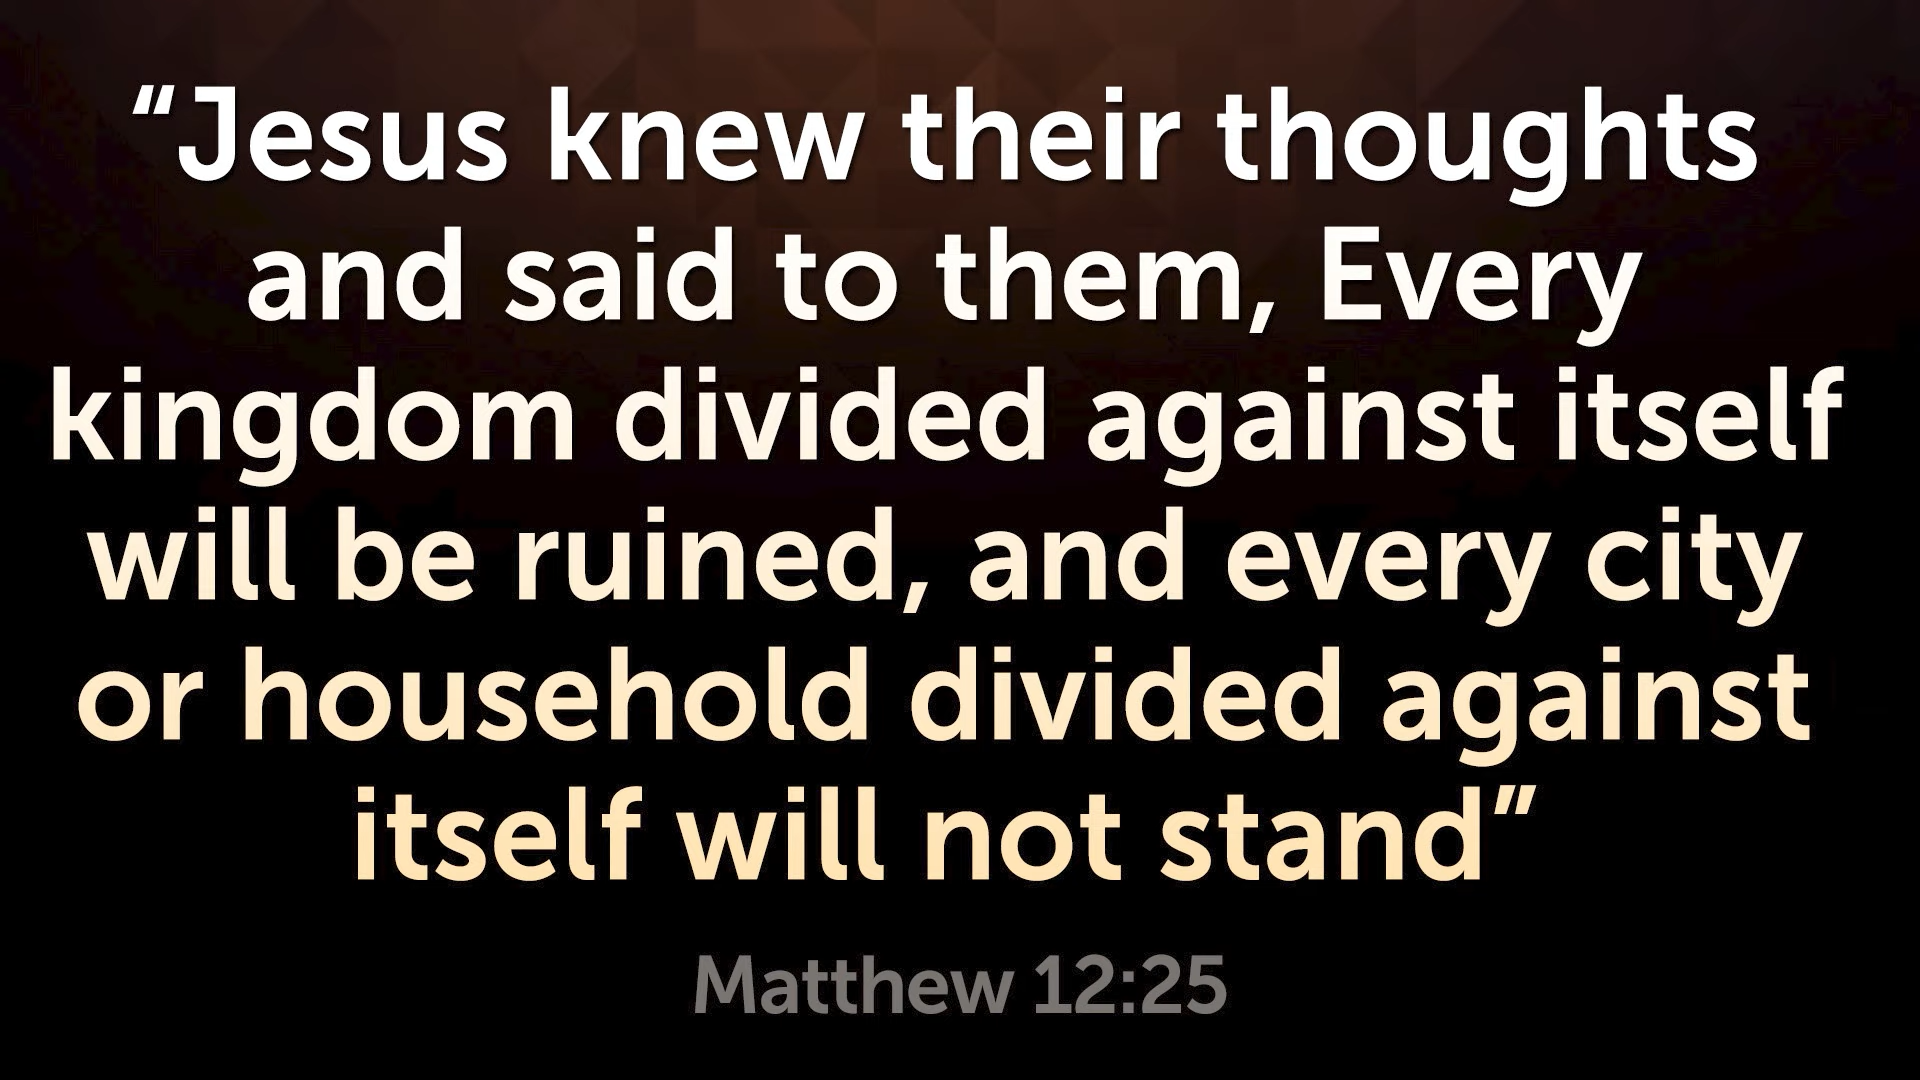 “Jesus knew their thoughts
and said to them, Every
kingdom divided against itself
will be ruined, and every city
or household divided against
itself will not stand”
Matthew 12:25